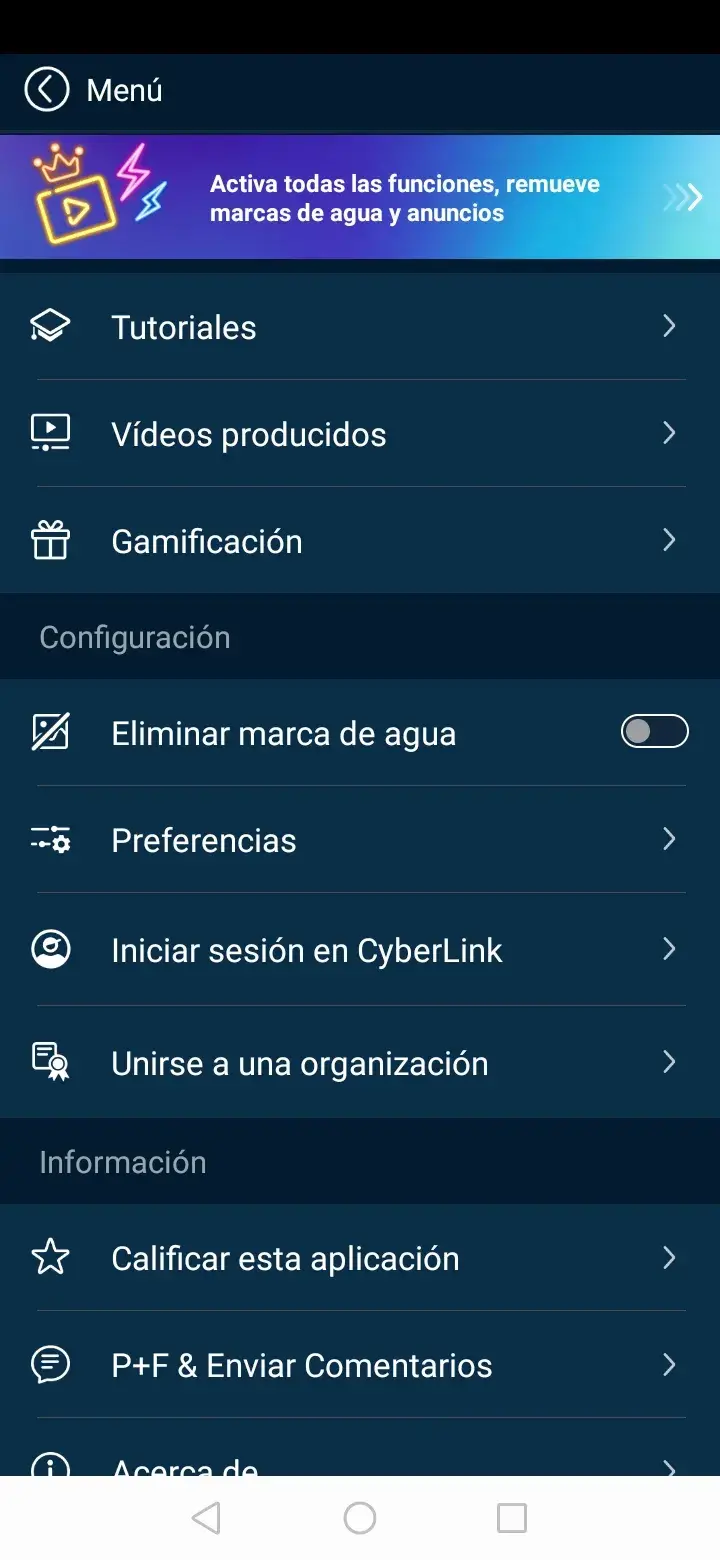 Menú
Activa todas las funciones, remueve
marcas de agua y anuncios
Tutoriales
Vídeos producidos
Gamificación
Configuración
Eliminar marca de agua
Preferencias
Iniciar sesión en CyberLink
Unirse a una organización
Información
Calificar esta aplicación
P+F & Enviar Comentarios
Acerca de